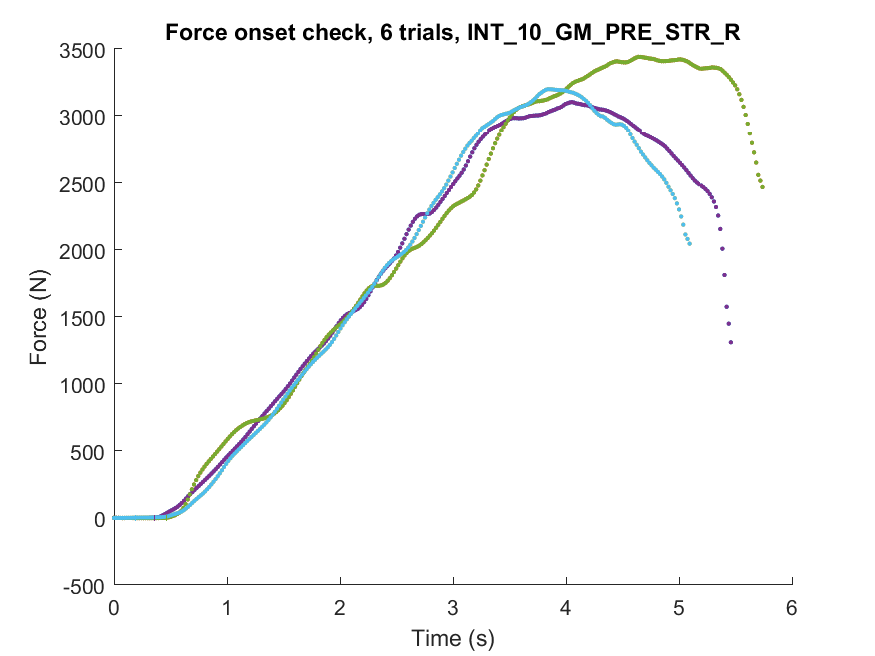 Force onset check, 6 trials, INT_10_GM_PRE_STR_R
3500
3000
2500
2000
1500
1000
500
0
-500
Force (N)
0 1 2 3 4 5 6
Time (s)